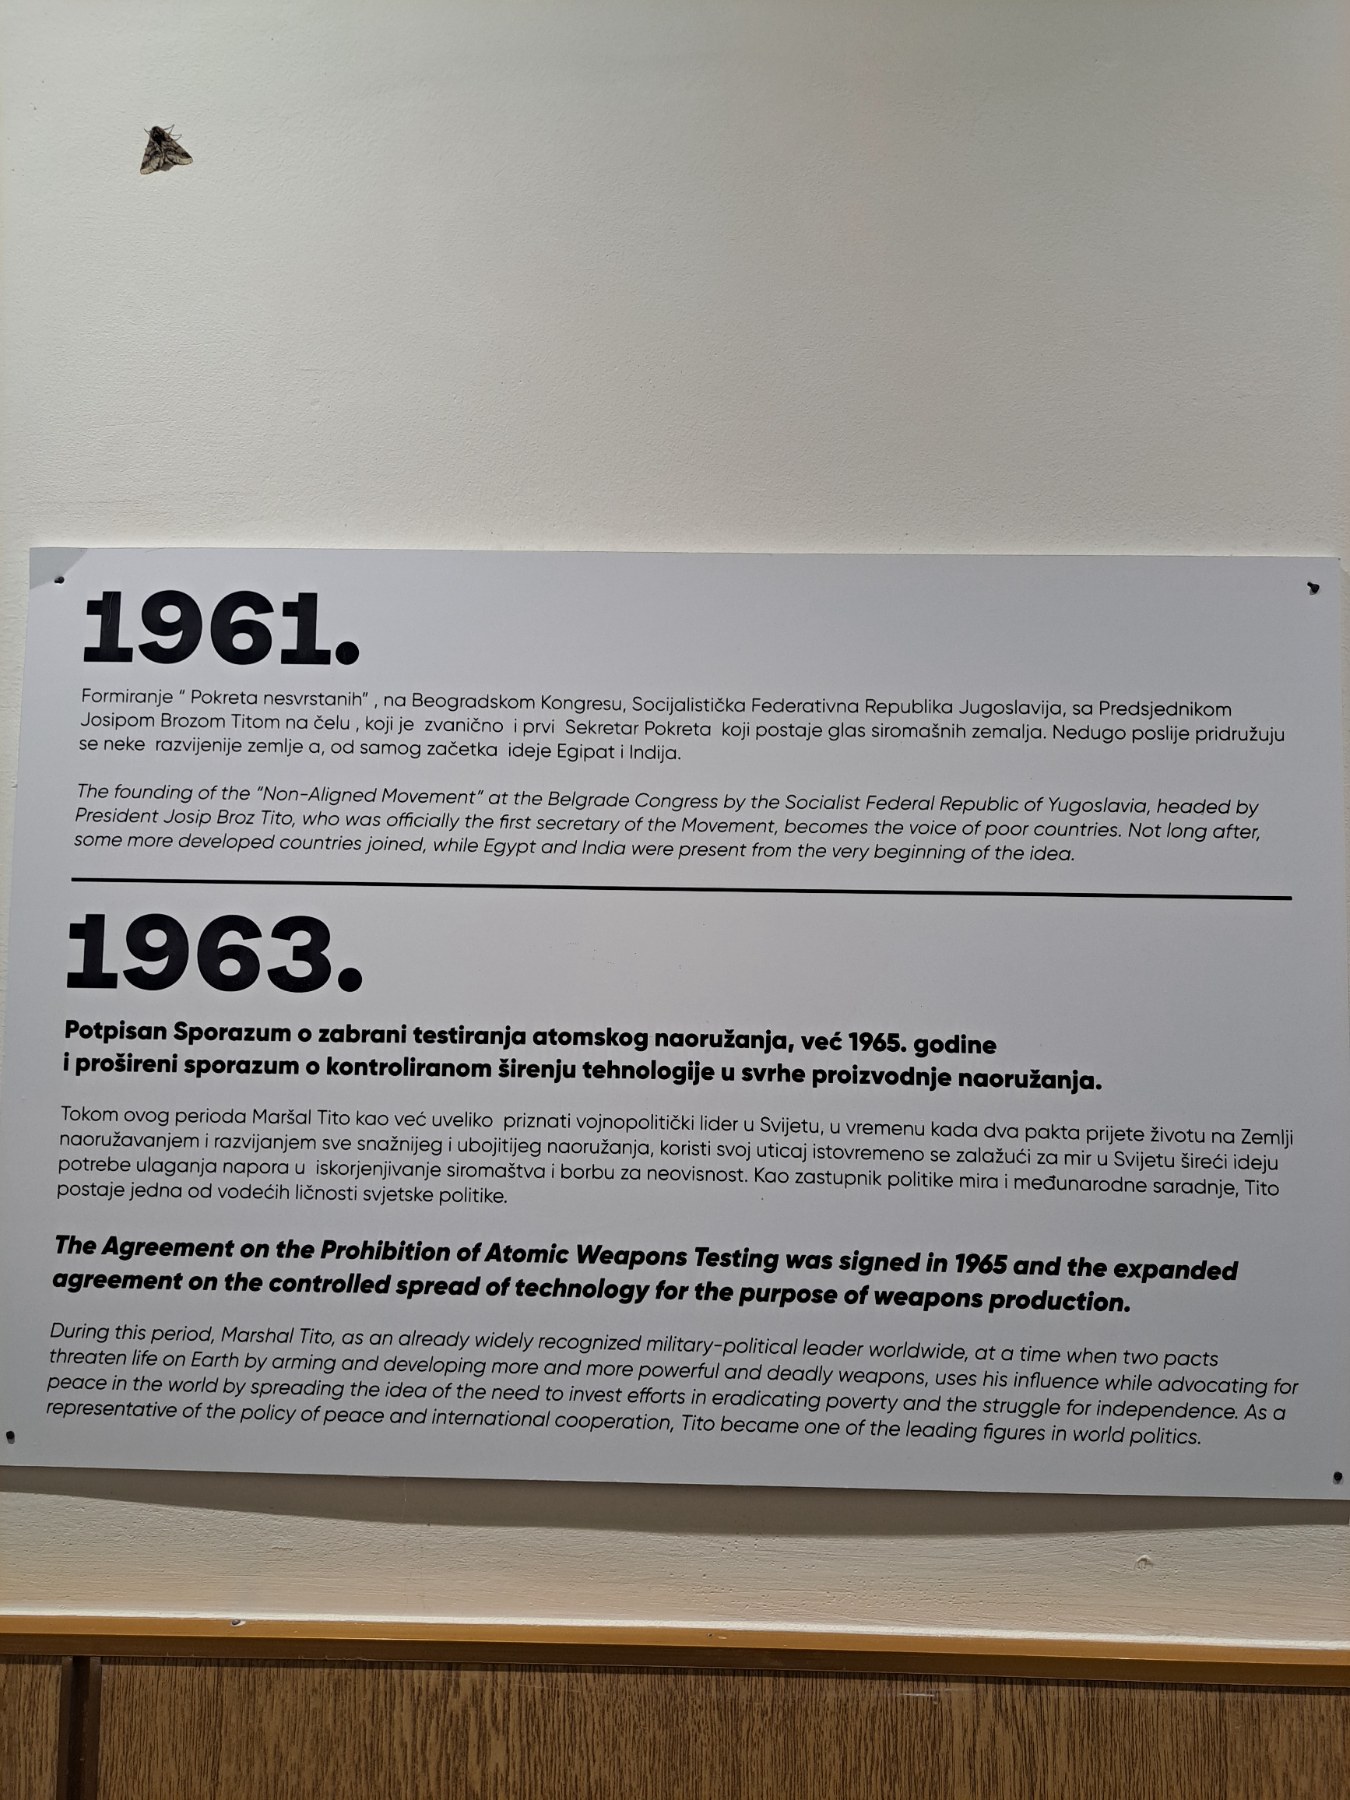 1961.
Formiranje “ Pokreta nesvrstanih” , na Beogradskom Kongresu, Socijalistička Federativna Republika Jugoslavija, sa Predsjednikom
Josipom Brozom Titom na čelu , koji je zvanično i prvi Sekretar Pokreta koji postaje glas siromašnih zemalja. Nedugo poslije pridružuju
se neke razvijenije zemlje a, od samog začetka ideje Egipat i Indija.
The founding of the “Non-Aligned Movement” at the Belgrade Congress by the Socialist Federal Republic of Yugoslavia, headed by
President Josip Broz Tito, who was officially the first secretary of the Movement, becomes the voice of poor countries. Not long after,
some more developed countries joined, while Egypt and India were present from the very beginning of the idea.
1963.
Potpisan Sporazum o zabrani testiranja atomskog naoružanja, već 1965. godine
i prošireni sporazum o kontroliranom širenju tehnologije u svrhe proizvodnje naoružanja.
Tokom ovog perioda Maršal Tito kao već uveliko priznati vojnopolitički lider u Svijetu, u vremenu kada dva pakta prijete životu na Zemlji
naoružavanjem i razvijanjem sve snažnijeg i ubojitijeg naoružanja, koristi svoj uticaj istovremeno se zalažući za mir u Svijetu šireći ideju
potrebe ulaganja napora u iskorjenjivanje siromaštva i borbu za neovisnost. Kao zastupnik politike mira i međunarodne saradnje, Tito
postaje jedna od vodećih ličnosti svjetske politike.
The Agreement on the Prohibition of Atomic Weapons Testing was signed in 1965 and the expanded
agreement on the controlled spread of technology for the purpose of weapons production.
During this period, Marshal Tito, as an already widely recognized military-political leader worldwide, at a time when two pacts
threaten life on Earth by arming and developing more and more powerful and deadly weapons, uses his influence while advocating for
peace in the world by spreading the idea of the need to invest efforts in eradicating poverty and the struggle for independence. As a
representative of the policy of peace and international cooperation, Tito became one of the leading figures in world politics.